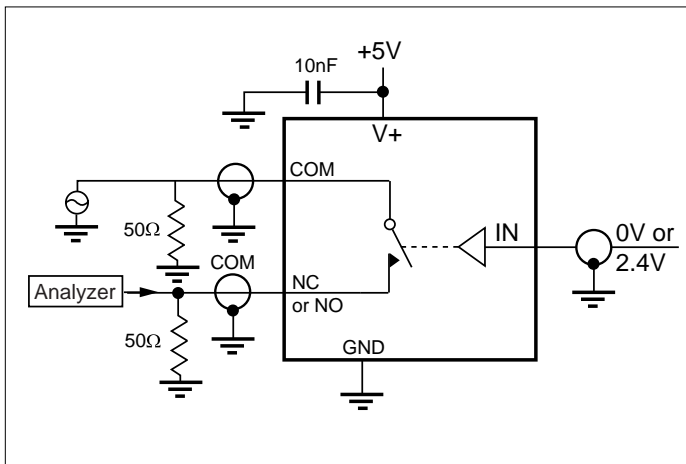 +5V
10nF
V+
COM
50Ω
COM
IN
0V or
2.4V
Analyzer
NC
or NO
50Ω
GND